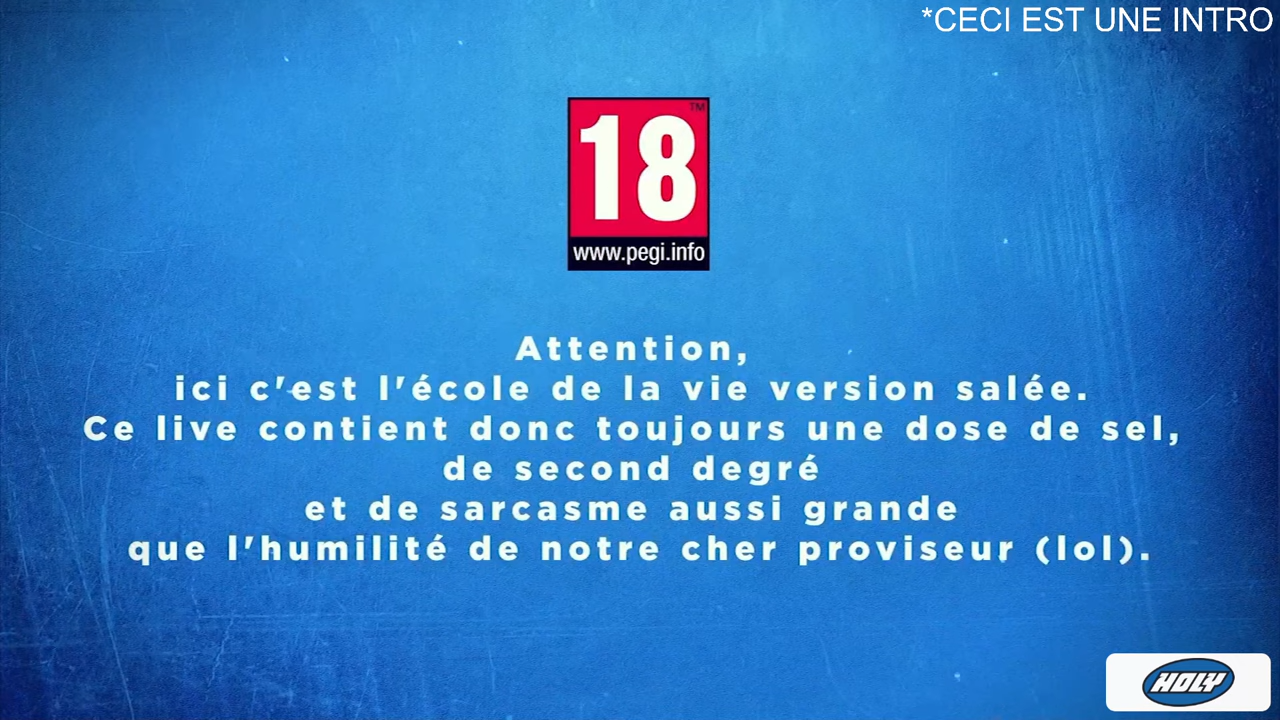 *CECI EST UNE INTRO
18
TM
www.pegi.info
Attention,
ici c'est l'école de la vie version salée.
Ce live contient donc toujours une dose de sel,
de second degré
et de sarcasme aussi grande
que l'humilité de notre cher proviseur (lol).
HOLY